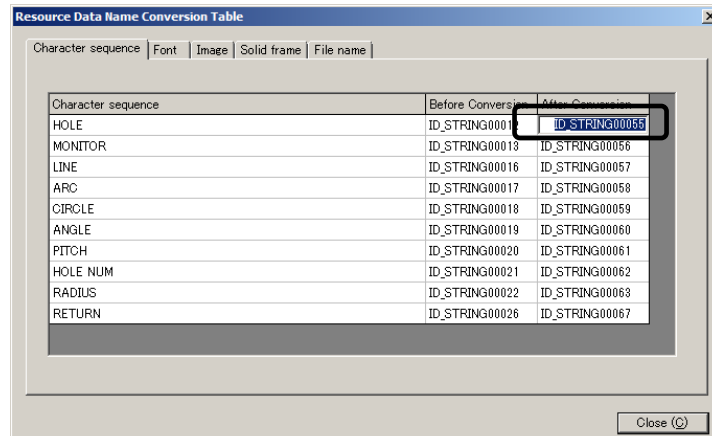 Resource Data Name Conversion Table
Character sequence Font Image Solid frame File name
Character sequence Before Conversion After Conversion
HOLE ID_STRING00012 ID_STRING00055
MONITOR ID_STRING00013 ID_STRING00056
LINE ID_STRING00016 ID_STRING00057
ARC ID_STRING00017 ID_STRING00058
CIRCLE ID_STRING00018 ID_STRING00059
ANGLE ID_STRING00019 ID_STRING00060
PITCH ID_STRING00020 ID_STRING00061
HOLE NUM ID_STRING00021 ID_STRING00062
RADIUS ID_STRING00022 ID_STRING00063
RETURN ID_STRING00026 ID_STRING00067
Close (C)